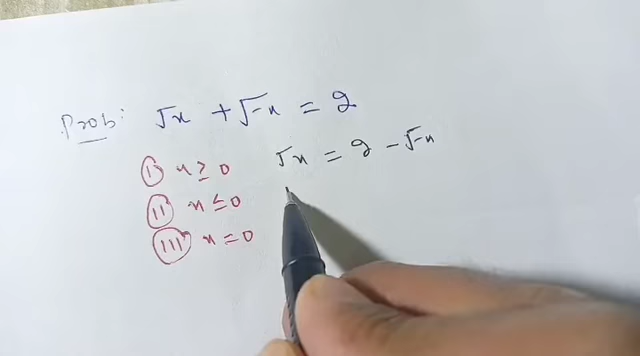 Prob: √x + √-x = 2
√x = 2 - √-x
(i) x ≥ 0
(ii) x ≤ 0
(iii) x = 0